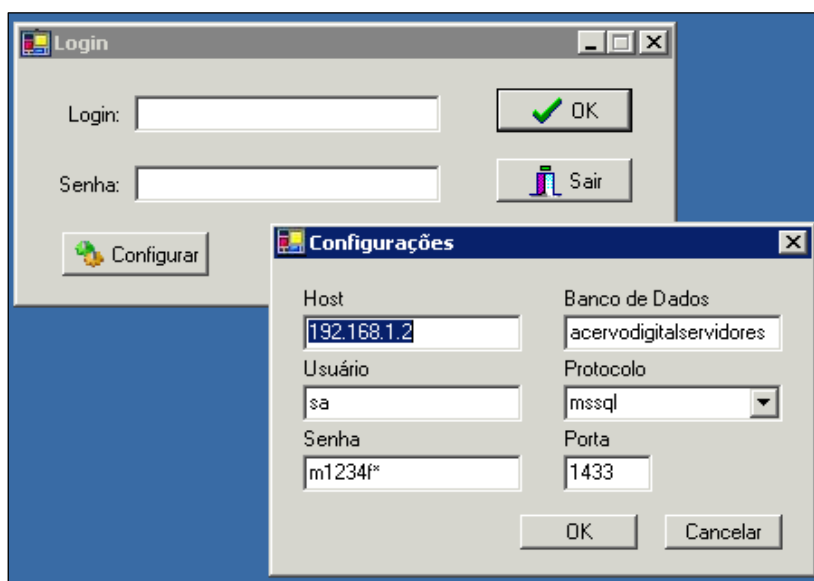 Login
Login:
OK
Senha:
Sair
Configurar
Configurações
Host
Banco de Dados
192.168.1.2
acervodigitalservidores
Usuário
Protocolo
sa
mssql
Senha
Porta
m1234f*
1433
OK
Cancelar